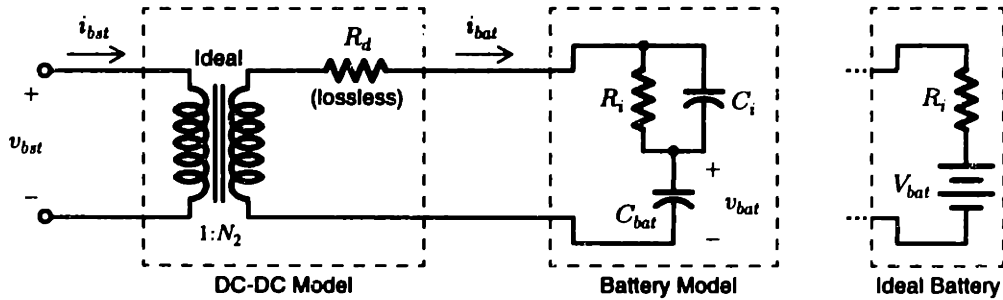 i_bst
Ideal
R_d
(lossless)
i_bat
+
v_bst
−
1:N_2
R_i
C_i
C_bat
+
v_bat
−
R_i
V_bat
DC-DC Model
Battery Model
Ideal Battery